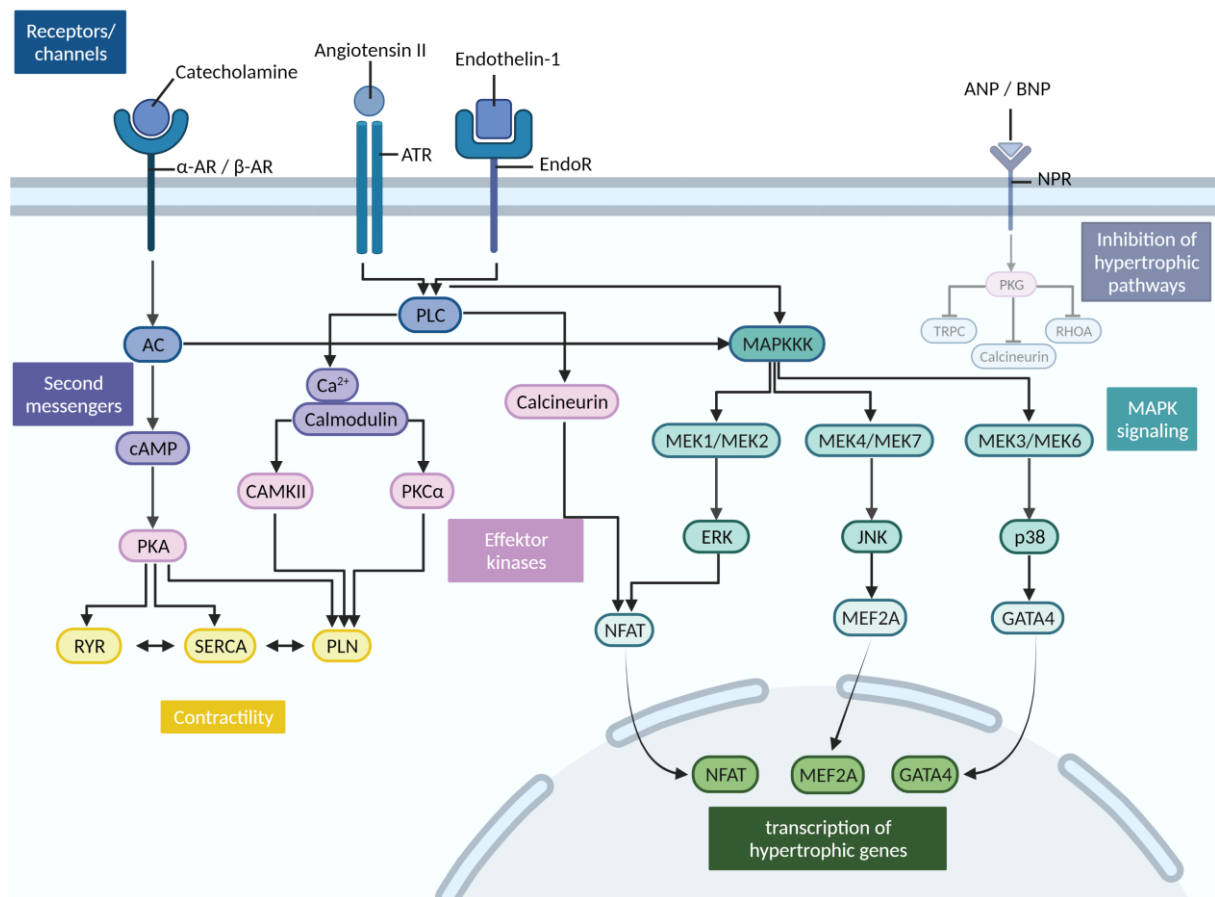 Receptors/
channels
Catecholamine
Angiotensin II
Endothelin-1
ANP / BNP
α-AR / β-AR
ATR
EndoR
NPR
Inhibition of
hypertrophic
pathways
PKG
TRPC
RHOA
Calcineurin
PLC
AC
MAPKKK
Second
messengers
Ca²⁺
Calmodulin
Calcineurin
MAPK
signaling
cAMP
MEK1/MEK2
MEK4/MEK7
MEK3/MEK6
CAMKII
PKCα
PKA
Effektor
kinases
ERK
JNK
p38
RYR
SERCA
PLN
NFAT
MEF2A
GATA4
Contractility
NFAT
MEF2A
GATA4
transcription of
hypertrophic genes